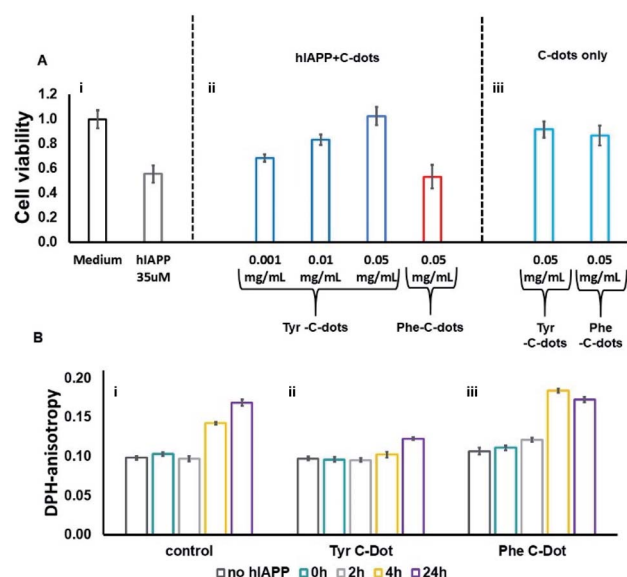 hIAPP+C-dots
C-dots only
A
i
ii
iii
Cell viability
1.2
1.0
0.8
0.6
0.4
0.2
0.0
Medium
hIAPP
35uM
0.001
mg/mL
0.01
mg/mL
0.05
mg/mL
0.05
mg/mL
0.05
mg/mL
0.05
mg/mL
Tyr -C-dots
Phe-C-dots
Tyr
-C-dots
Phe
-C-dots
B
i
ii
iii
DPH-anisotropy
0.20
0.15
0.10
0.05
0.00
control
Tyr C-Dot
Phe C-Dot
no hIAPP 0h 2h 4h 24h